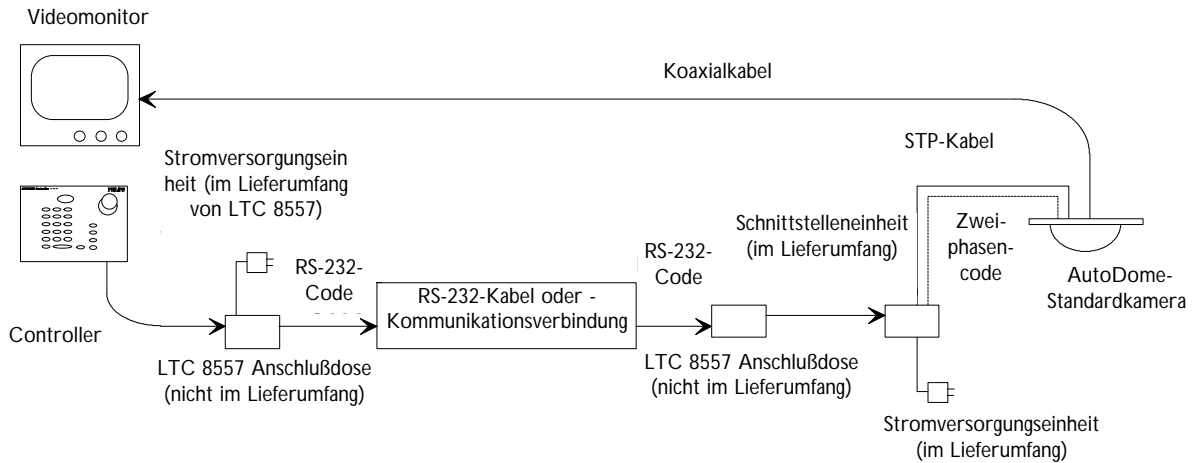 Videomonitor
Koaxialkabel
STP-Kabel
Stromversorgungsein
heit (im Lieferumfang
von LTC 8557)
Schnittstelleneinheit
(im Lieferumfang)
Zwei-
phasen-
code
AutoDome-
Standardkamera
RS-232-
Code
RS-232-Kabel oder -
Kommunikationsverbindung
RS-232-
Code
Controller
LTC 8557 Anschlußdose
(nicht im Lieferumfang)
LTC 8557 Anschlußdose
(nicht im Lieferumfang)
Stromversorgungseinheit
(im Lieferumfang)